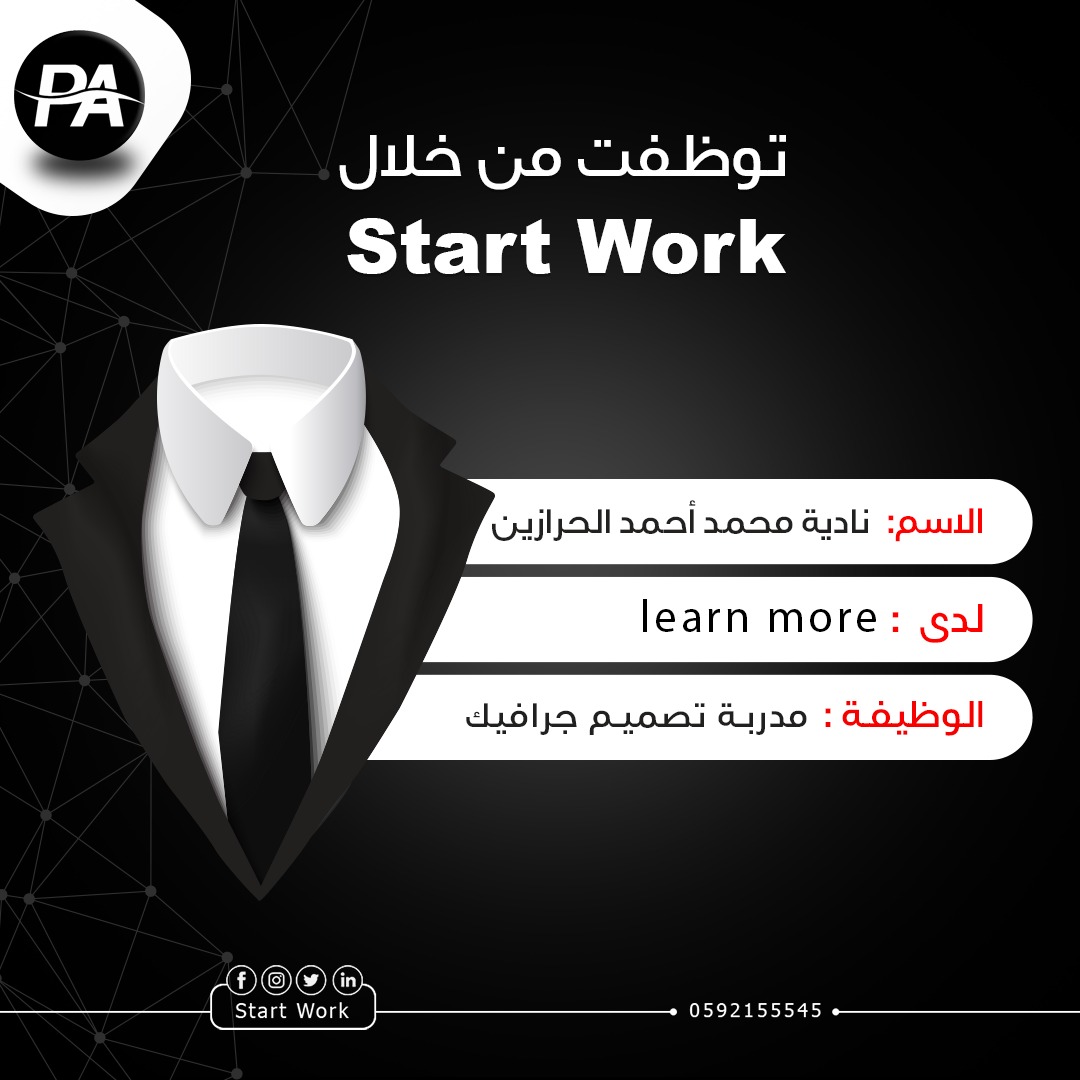 PA
توظفت من خلال
Start Work
الاسم: نادية محمد أحمد الحرازين
لدى : learn more
الوظيفة : مدربة تصميم جرافيك
Start Work
0592155545